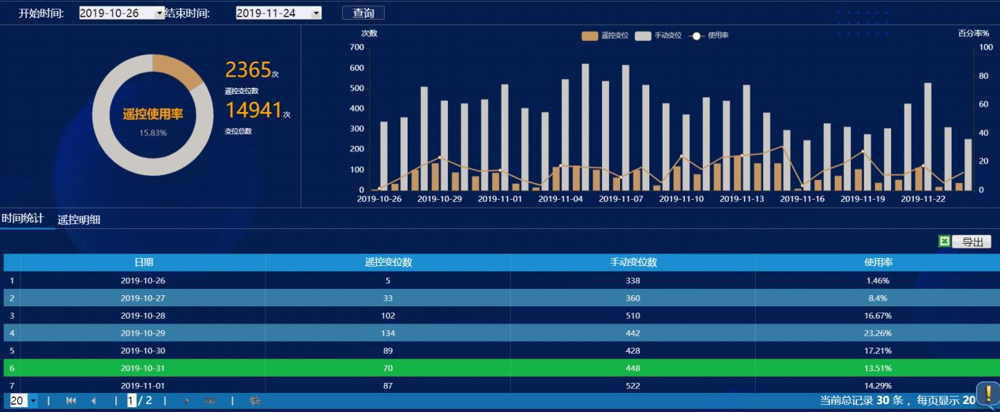 开始时间: 2019-10-26 结束时间: 2019-11-24 查询
遥控使用率
15.83%
2365次
遥控变位数
14941次
变位总数
次数 遥控变位 手动变位 使用率 百分率%
700 100
600 80
500
400 60
300 40
200
100 20
0 0
2019-10-26 2019-10-29 2019-11-01 2019-11-04 2019-11-07 2019-11-10 2019-11-13 2019-11-16 2019-11-19 2019-11-22
时间统计 遥控明细
导出
日期 遥控变位数 手动变位数 使用率
1 2019-10-26 5 338 1.46%
2 2019-10-27 33 360 8.4%
3 2019-10-28 102 510 16.67%
4 2019-10-29 134 442 23.26%
5 2019-10-30 89 428 17.21%
6 2019-10-31 70 448 13.51%
7 2019-11-01 87 522 14.29%
20 1 / 2 当前总记录 30 条， 每页显示 20